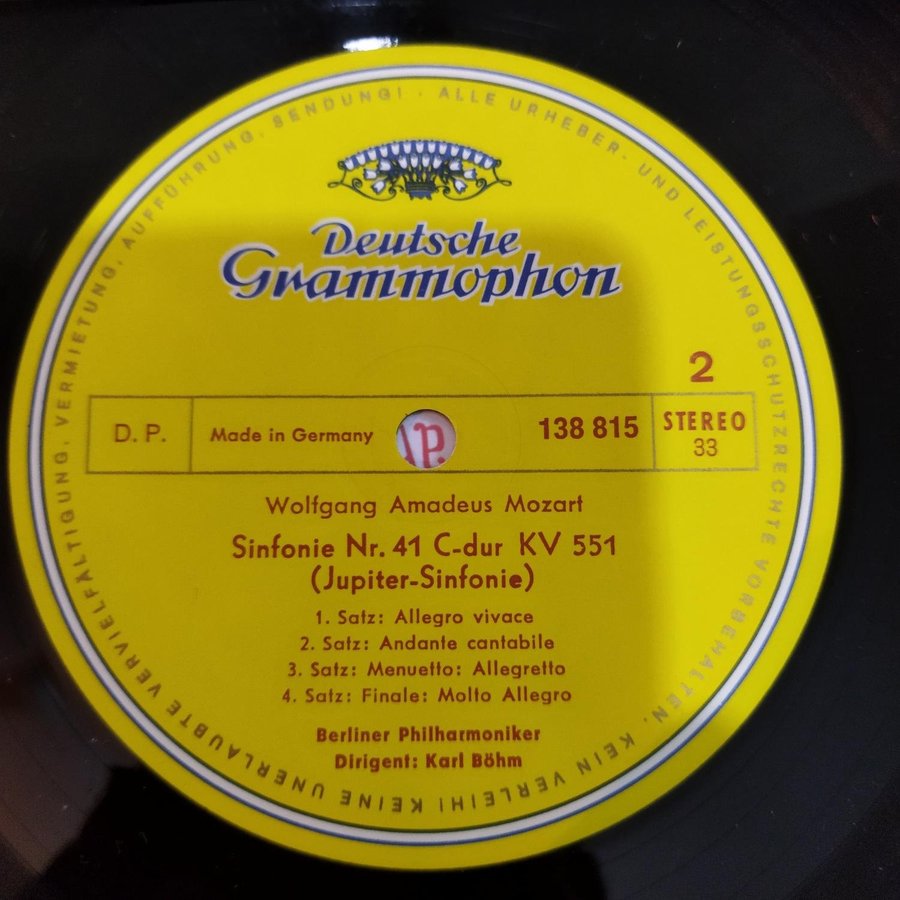 ALLE URHEBER- UND LEISTUNGSSCHUTZRECHTE VORBEHALTEN. KEIN VERLEIH! KEINE UNERLAUBTE VERVIELFÄLTIGUNG, VERMIETUNG, AUFFÜHRUNG, SENDUNG! ·
Deutsche
Grammophon
2
D. P.
Made in Germany
P.
138 815
STEREO
33
Wolfgang Amadeus Mozart
Sinfonie Nr. 41 C-dur KV 551
(Jupiter-Sinfonie)
1. Satz: Allegro vivace
2. Satz: Andante cantabile
3. Satz: Menuetto: Allegretto
4. Satz: Finale: Molto Allegro
Berliner Philharmoniker
Dirigent: Karl Böhm